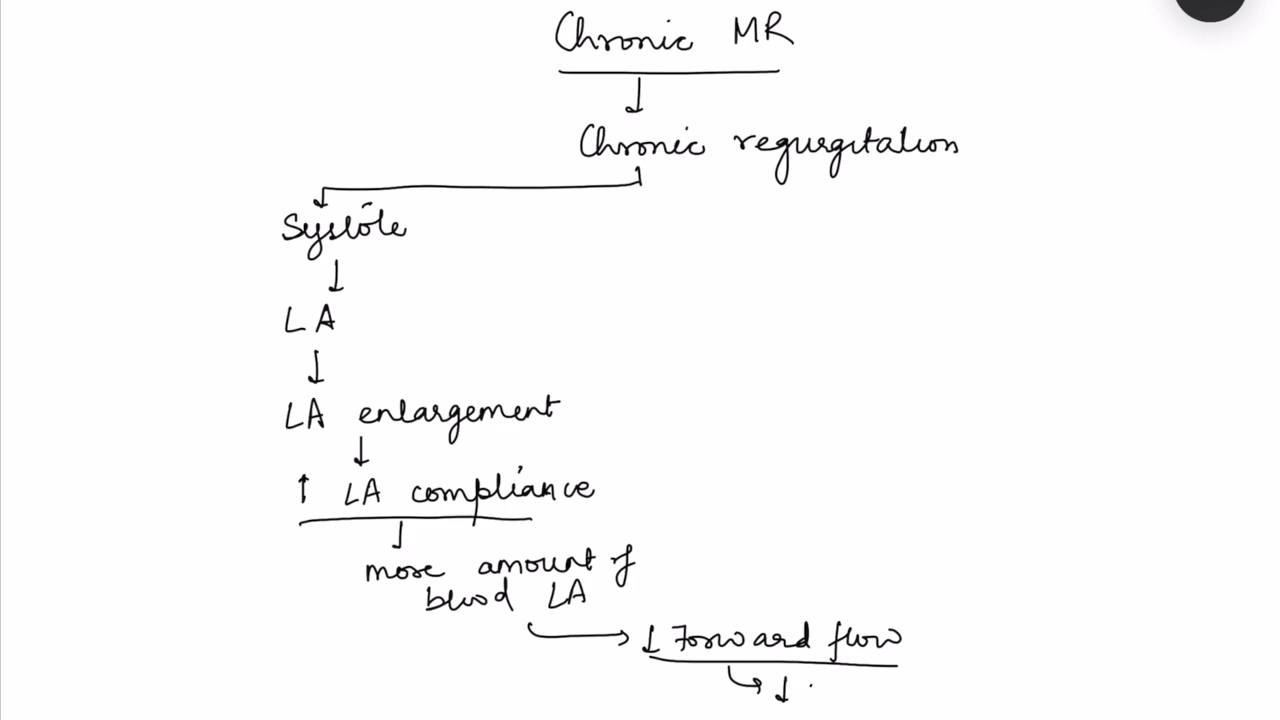 Chronic MR
↓
Chronic regurgitation
↓
Systole
↓
LA
↓
LA enlargement
↓
↑ LA compliance
↓
more amount of
blood LA
→ ↓ Forward flow
→ ↓